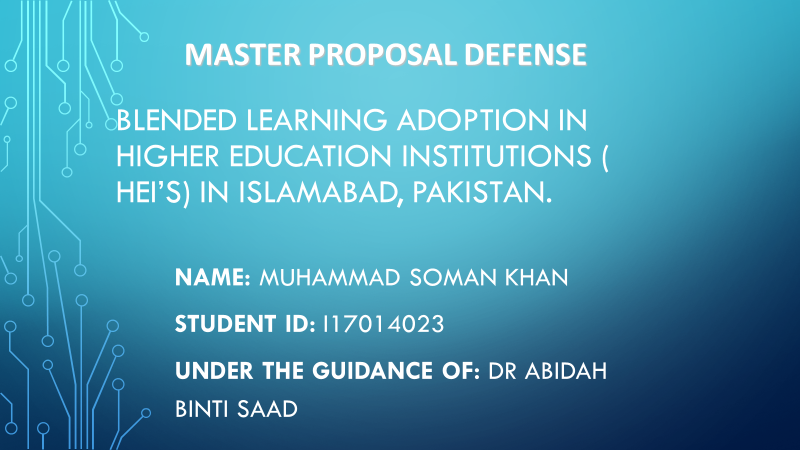 MASTER PROPOSAL DEFENSE
BLENDED LEARNING ADOPTION IN
HIGHER EDUCATION INSTITUTIONS (
HEI'S) IN ISLAMABAD, PAKISTAN.
NAME: MUHAMMAD SOMAN KHAN
STUDENT ID: I17014023
UNDER THE GUIDANCE OF: DR ABIDAH
BINTI SAAD